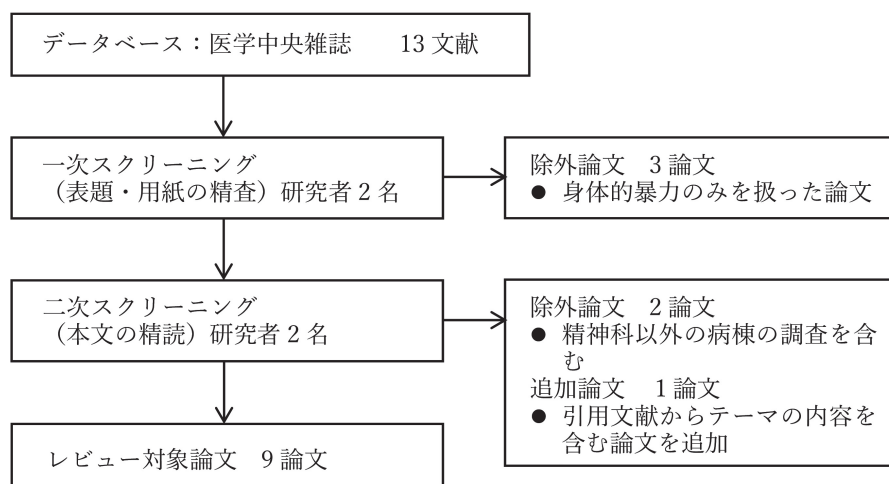 データベース：医学中央雑誌　　13 文献
一次スクリーニング
（表題・用紙の精査）研究者 2 名
除外論文　3 論文
● 身体的暴力のみを扱った論文
二次スクリーニング
（本文の精読）研究者 2 名
除外論文　2 論文
● 精神科以外の病棟の調査を含
む
追加論文　1 論文
● 引用文献からテーマの内容を
含む論文を追加
レビュー対象論文　9 論文